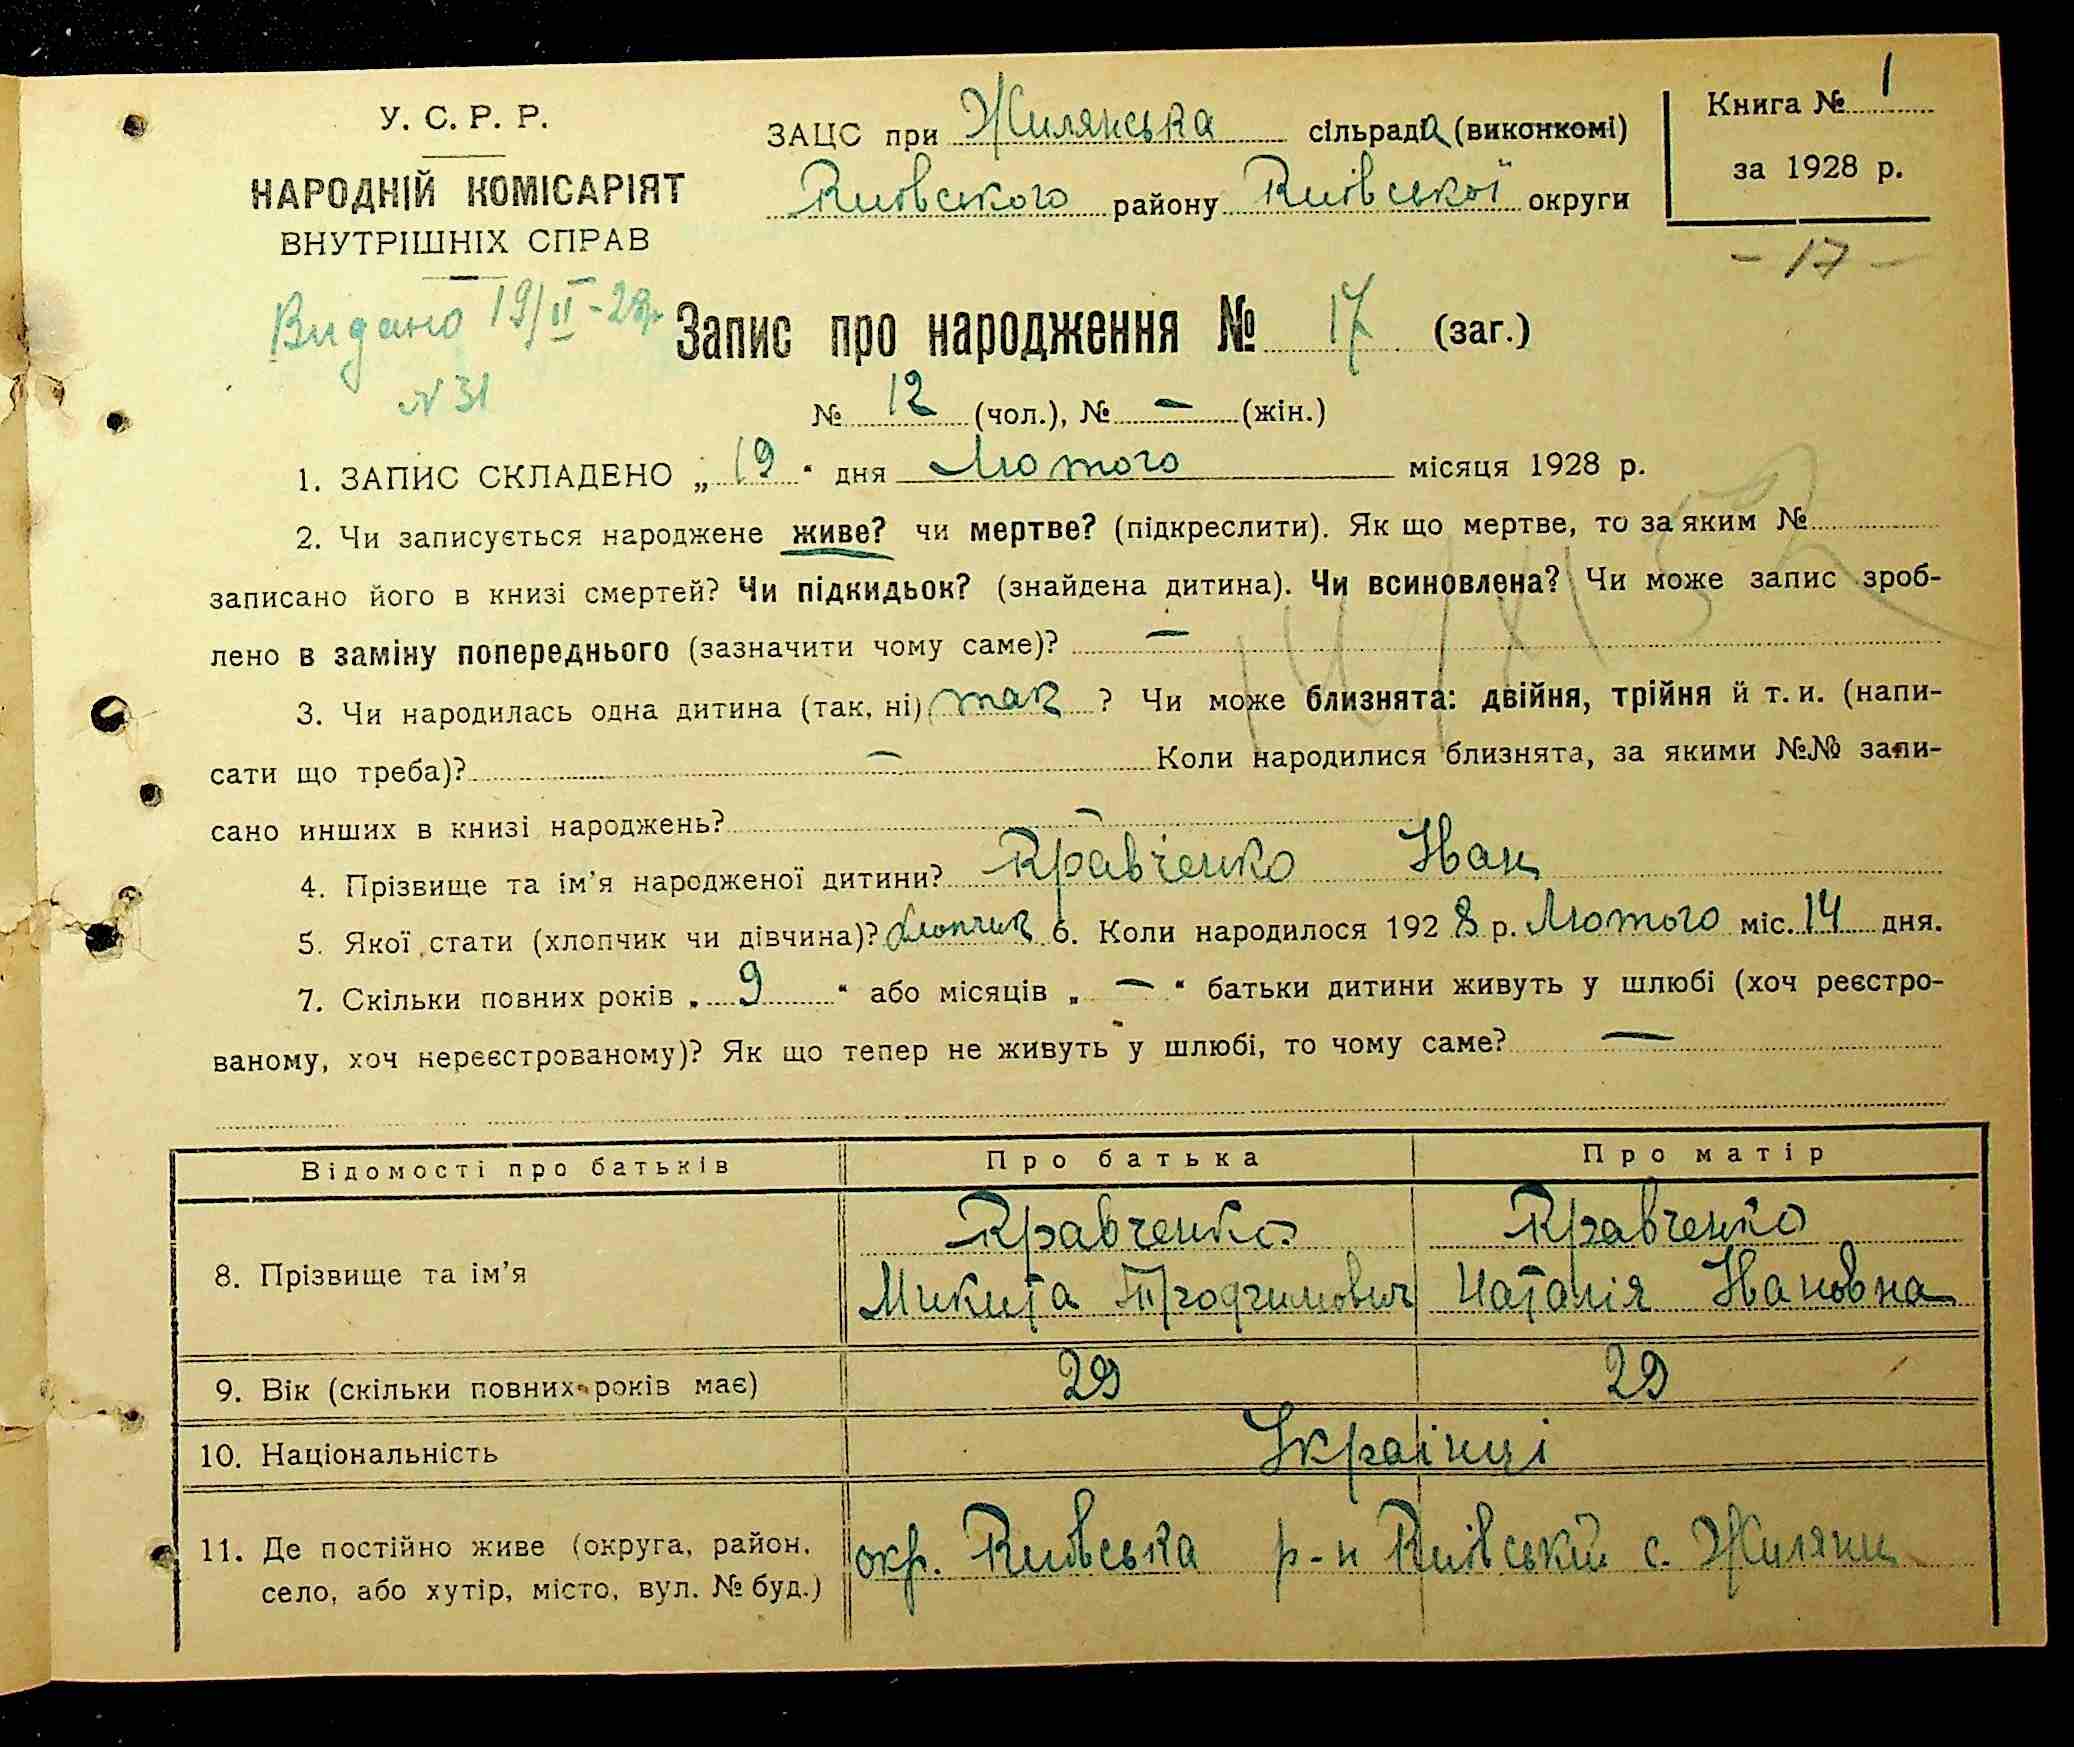 У. С. Р. Р.
НАРОДНІЙ КОМІСАРІЯТ
ВНУТРІШНІХ СПРАВ
Видано 19/II-28р
N 31
ЗАЦС при Жилянська сільрада (виконкомі)
Київського району Київської округи
Книга № 1
за 1928 р.
- 17 -
Запис про народження № 17 (заг.)
№ 12 (чол.), № — (жін.)
1. ЗАПИС СКЛАДЕНО „ 19 “ дня Лютого місяця 1928 р.
2. Чи записується народжене живе? чи мертве? (підкреслити). Як що мертве, то за яким №
записано його в книзі смертей? Чи підкидьок? (знайдена дитина). Чи всиновлена? Чи може запис зроб-
лено в заміну попереднього (зазначити чому саме)? —
3. Чи народилась одна дитина (так, ні) так ? Чи може близнята: двійня, трійня й т. и. (напи-
сати що треба)? — Коли народилися близнята, за якими №№ запи-
сано инших в книзі народжень? —
4. Прізвище та ім’я народженої дитини? Кравченко Іван
5. Якої стати (хлопчик чи дівчина)? Хлопчик 6. Коли народилося 1928 р. Лютого міс. 14 дня.
7. Скільки повних років „ 9 “ або місяців „ — “ батьки дитини живуть у шлюбі (хоч реєстро-
ваному, хоч нереєстрованому)? Як що тепер не живуть у шлюбі, то чому саме? —
Відомості про батьків Про батька Про матір
8. Прізвище та ім’я Кравченко Кравченко
Микита Наталія Івановна
9. Вік (скільки повних років має) 29 29
10. Національність Українці
11. Де постійно живе (округа, район, село, або хутір, місто, вул. № буд.) окр. Київська р-н Київській с. Жиляни